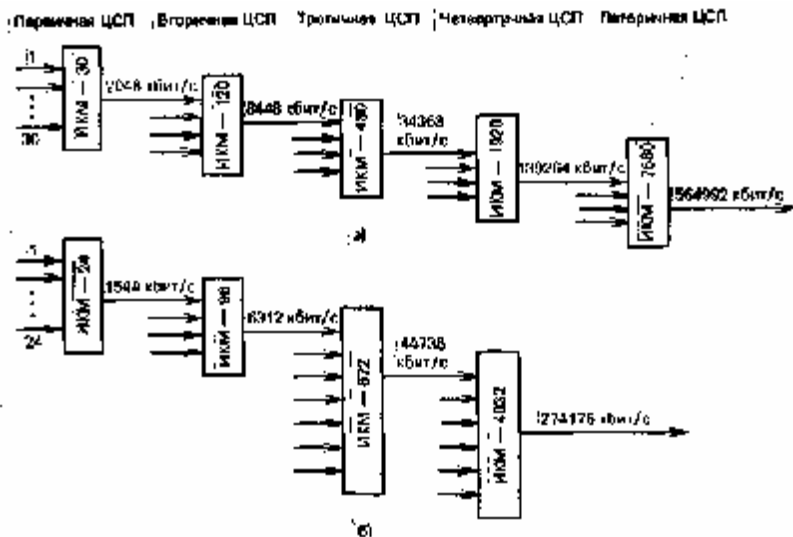 Первичная ЦСП Вторичная ЦСП Третичная ЦСП Четвертичная ЦСП Пятеричная ЦСП
1
30
ИКМ – 30
2048 кбит/с
ИКМ – 120
8448 кбит/с
ИКМ – 480
34368
кбит/с
ИКМ – 1920
139264 кбит/с
ИКМ – 7680
564992 кбит/с
а)
24
ИКМ – 24
1544 кбит/с
ИКМ – 96
6312 кбит/с
ИКМ – 672
44736
кбит/с
ИКМ – 4032
274176 кбит/с
б)